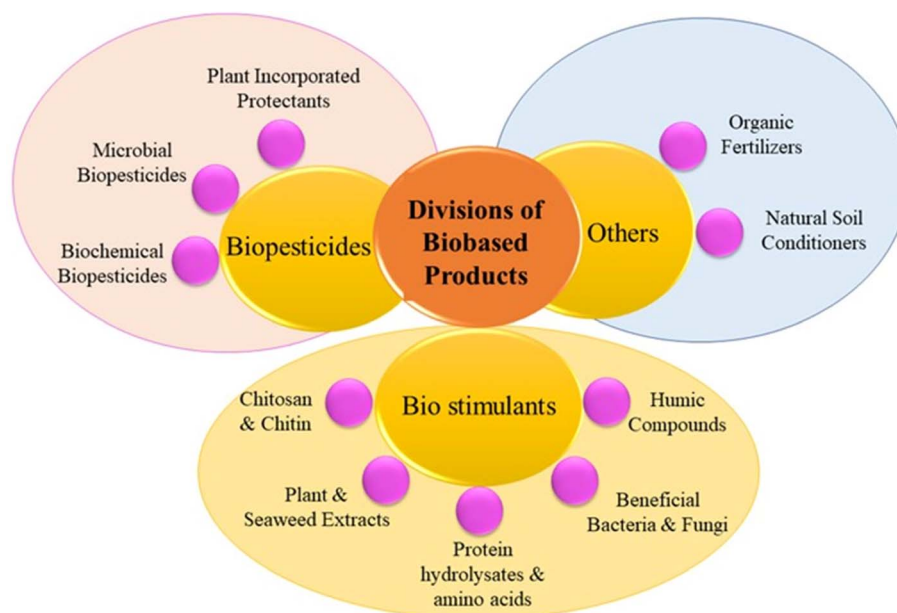 Plant Incorporated
Protectants
Microbial
Biopesticides
Biochemical
Biopesticides
Biopesticides
Divisions of
Biobased
Products
Others
Organic
Fertilizers
Natural Soil
Conditioners
Bio stimulants
Chitosan
& Chitin
Plant &
Seaweed Extracts
Protein
hydrolysates &
amino acids
Beneficial
Bacteria & Fungi
Humic
Compounds